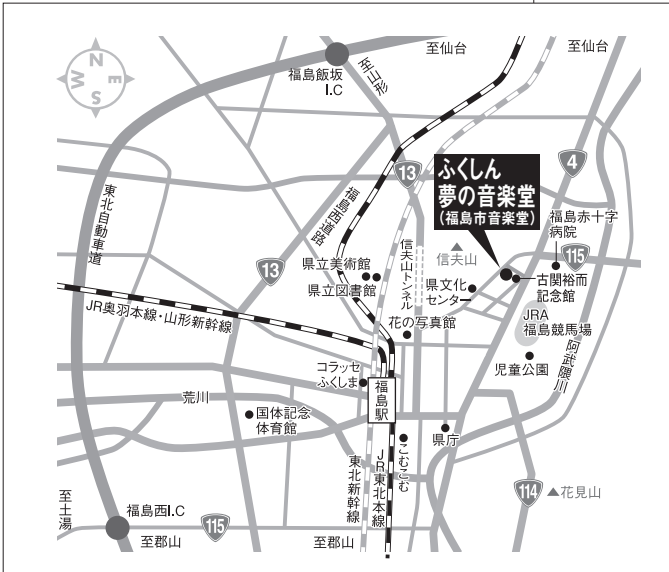 至仙台
至仙台
N
E
S
W
福島飯坂
I.C
至山形
4
13
ふくしん
夢の音楽堂
(福島市音楽堂)
福島西道路
東北自動車道
福島赤十字
病院
115
信夫山
信夫山トンネル
13
県立美術館
県立図書館
県文化
センター
古関裕而
記念館
JR奥羽本線・山形新幹線
花の写真館
JRA
福島競馬場
阿武隈川
コラッセ
ふくしま
児童公園
福島駅
荒川
国体記念
体育館
こむこむ
県庁
東北新幹線
JR東北本線
至土湯
114
花見山
福島西I.C
115
至郡山
至郡山